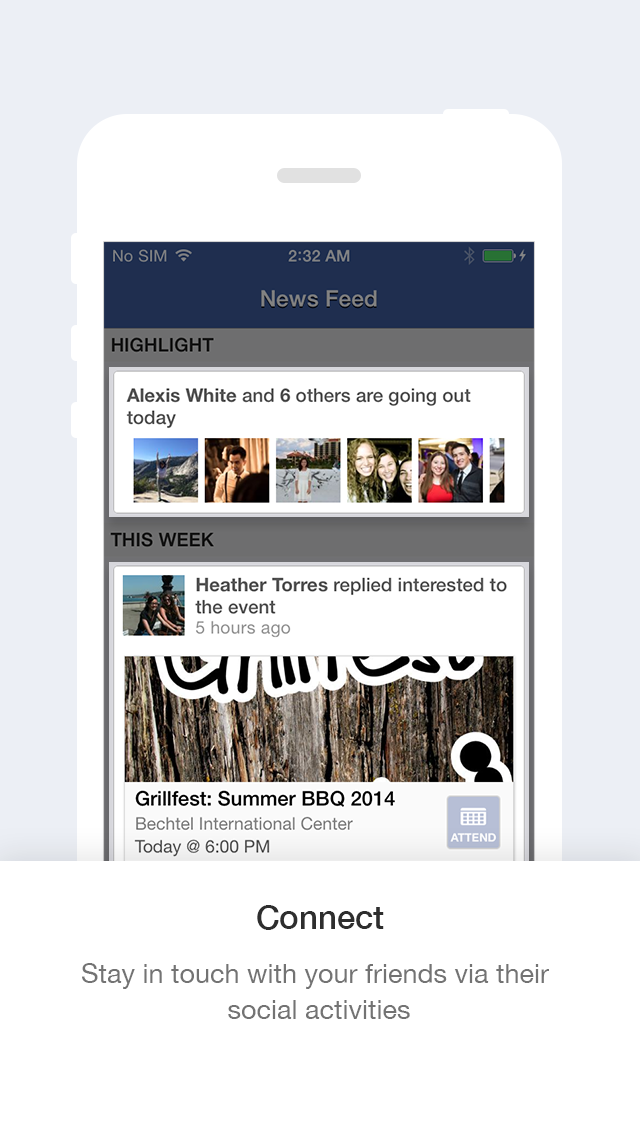 No SIM 2:32 AM
News Feed
HIGHLIGHT
Alexis White and 6 others are going out
today
THIS WEEK
Heather Torres replied interested to
the event
5 hours ago
Grillfest
Grillfest: Summer BBQ 2014
Bechtel International Center
ATTEND
Today @ 6:00 PM
Connect
Stay in touch with your friends via their
social activities